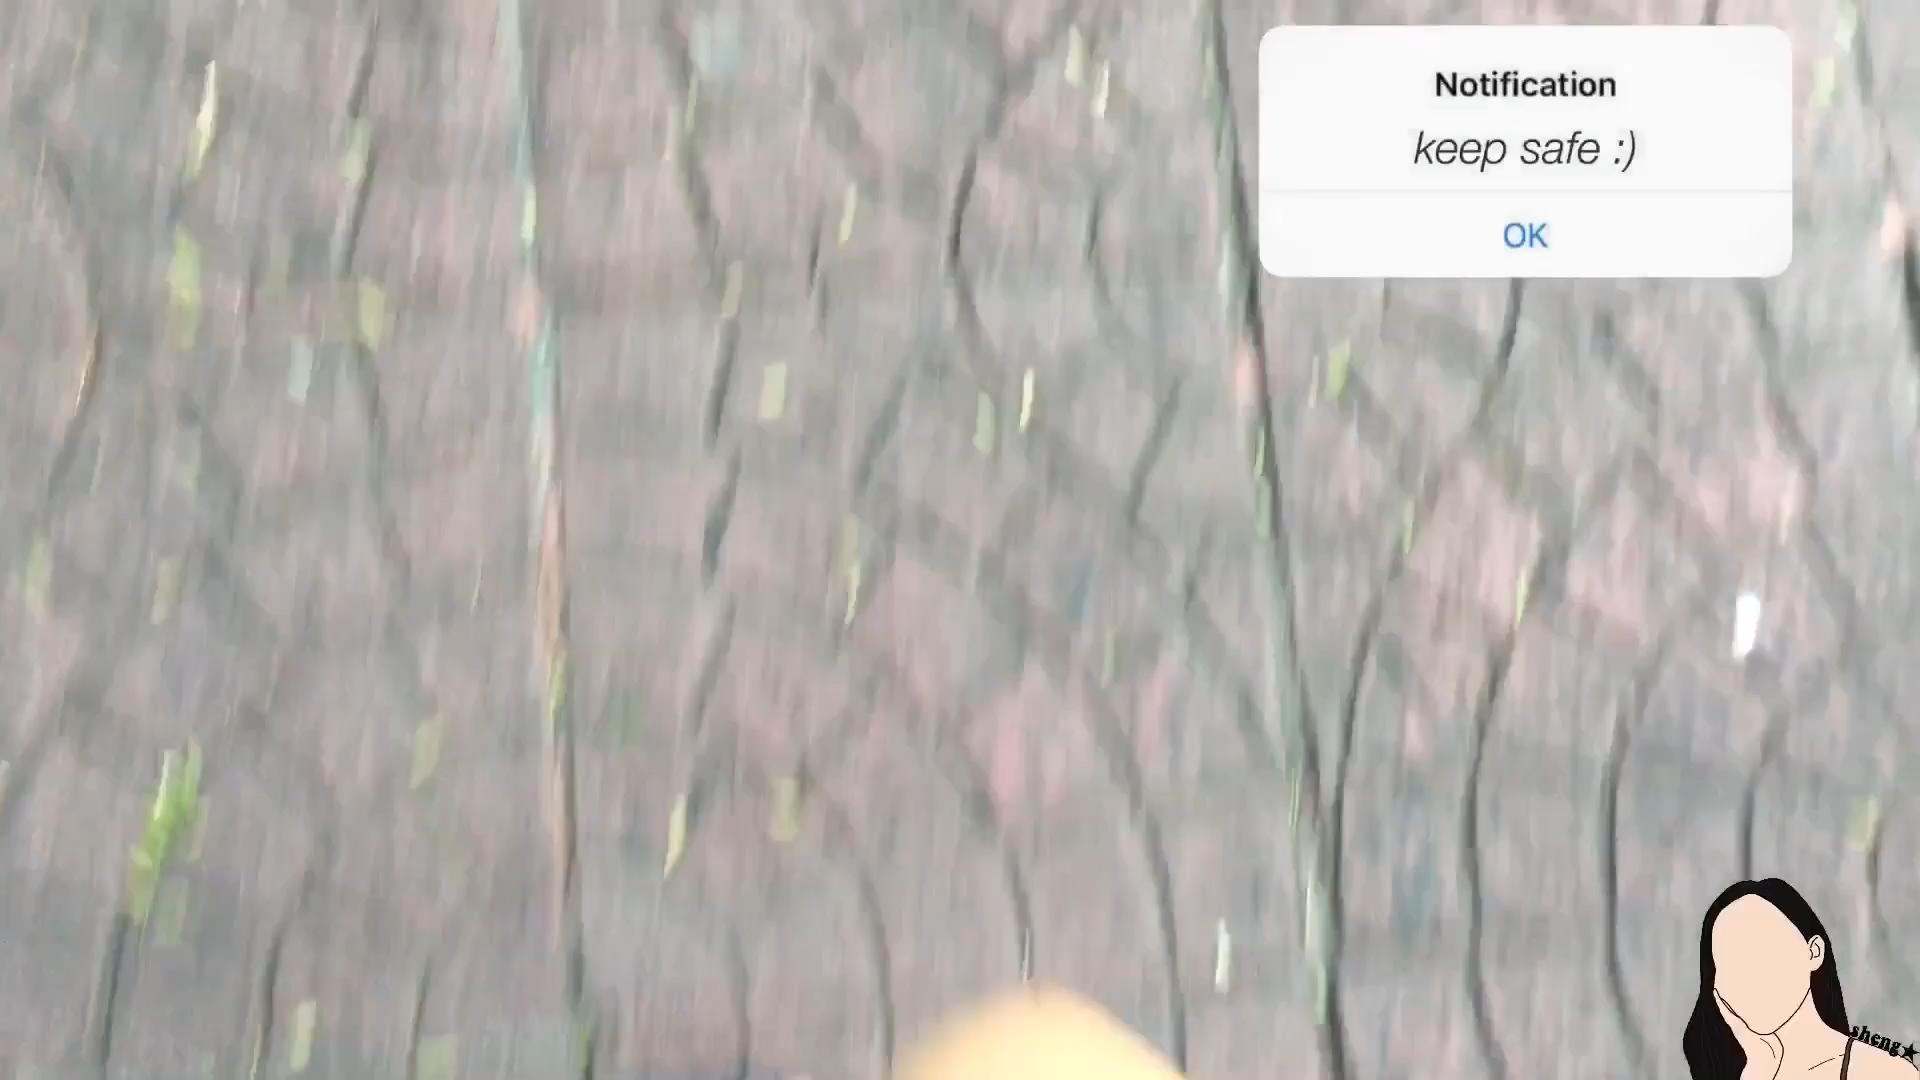 Notification
keep safe :)
OK
sheng★